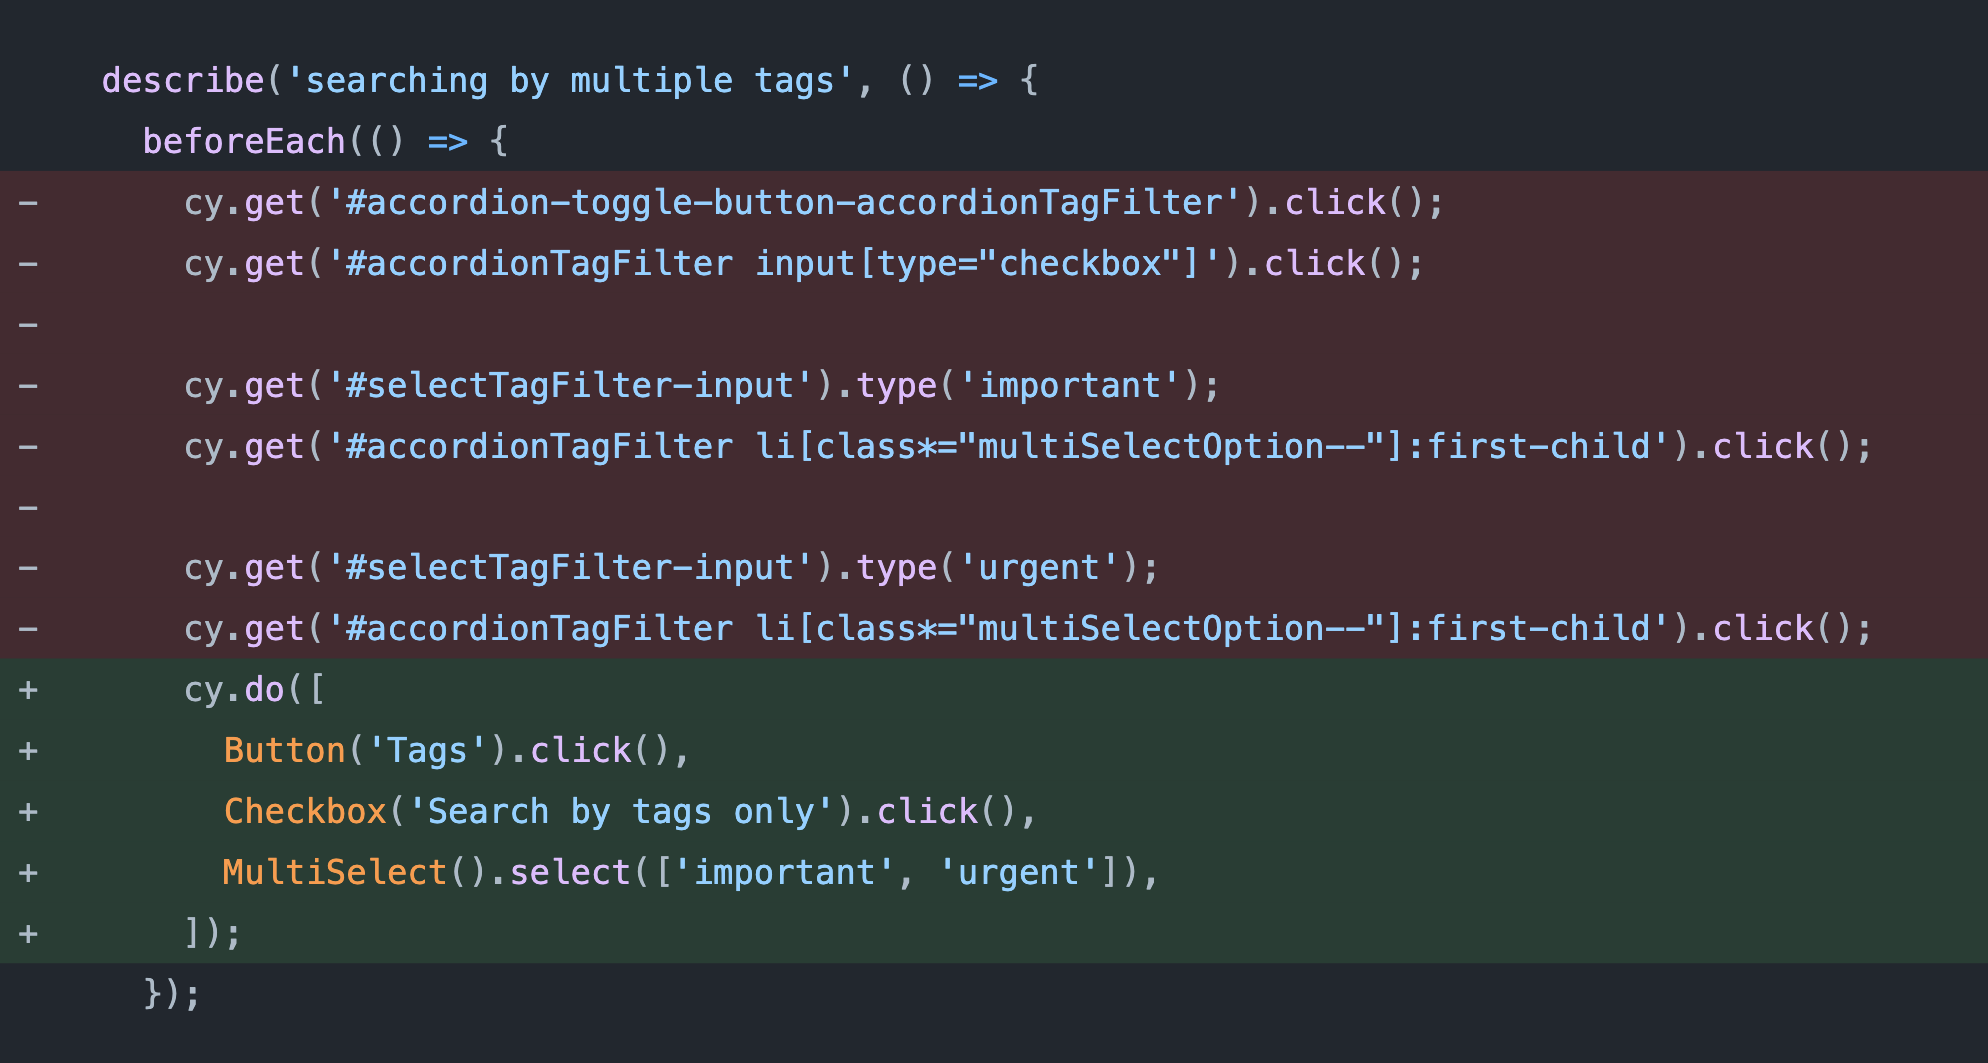 describe('searching by multiple tags', () => {
beforeEach(() => {
- cy.get('#accordion-toggle-button-accordionTagFilter').click();
- cy.get('#accordionTagFilter input[type="checkbox"]').click();
-
- cy.get('#selectTagFilter-input').type('important');
- cy.get('#accordionTagFilter li[class*="multiSelectOption--"]:first-child').click();
-
- cy.get('#selectTagFilter-input').type('urgent');
- cy.get('#accordionTagFilter li[class*="multiSelectOption--"]:first-child').click();
+ cy.do([
+ Button('Tags').click(),
+ Checkbox('Search by tags only').click(),
+ MultiSelect().select(['important', 'urgent']),
+ ]);
});